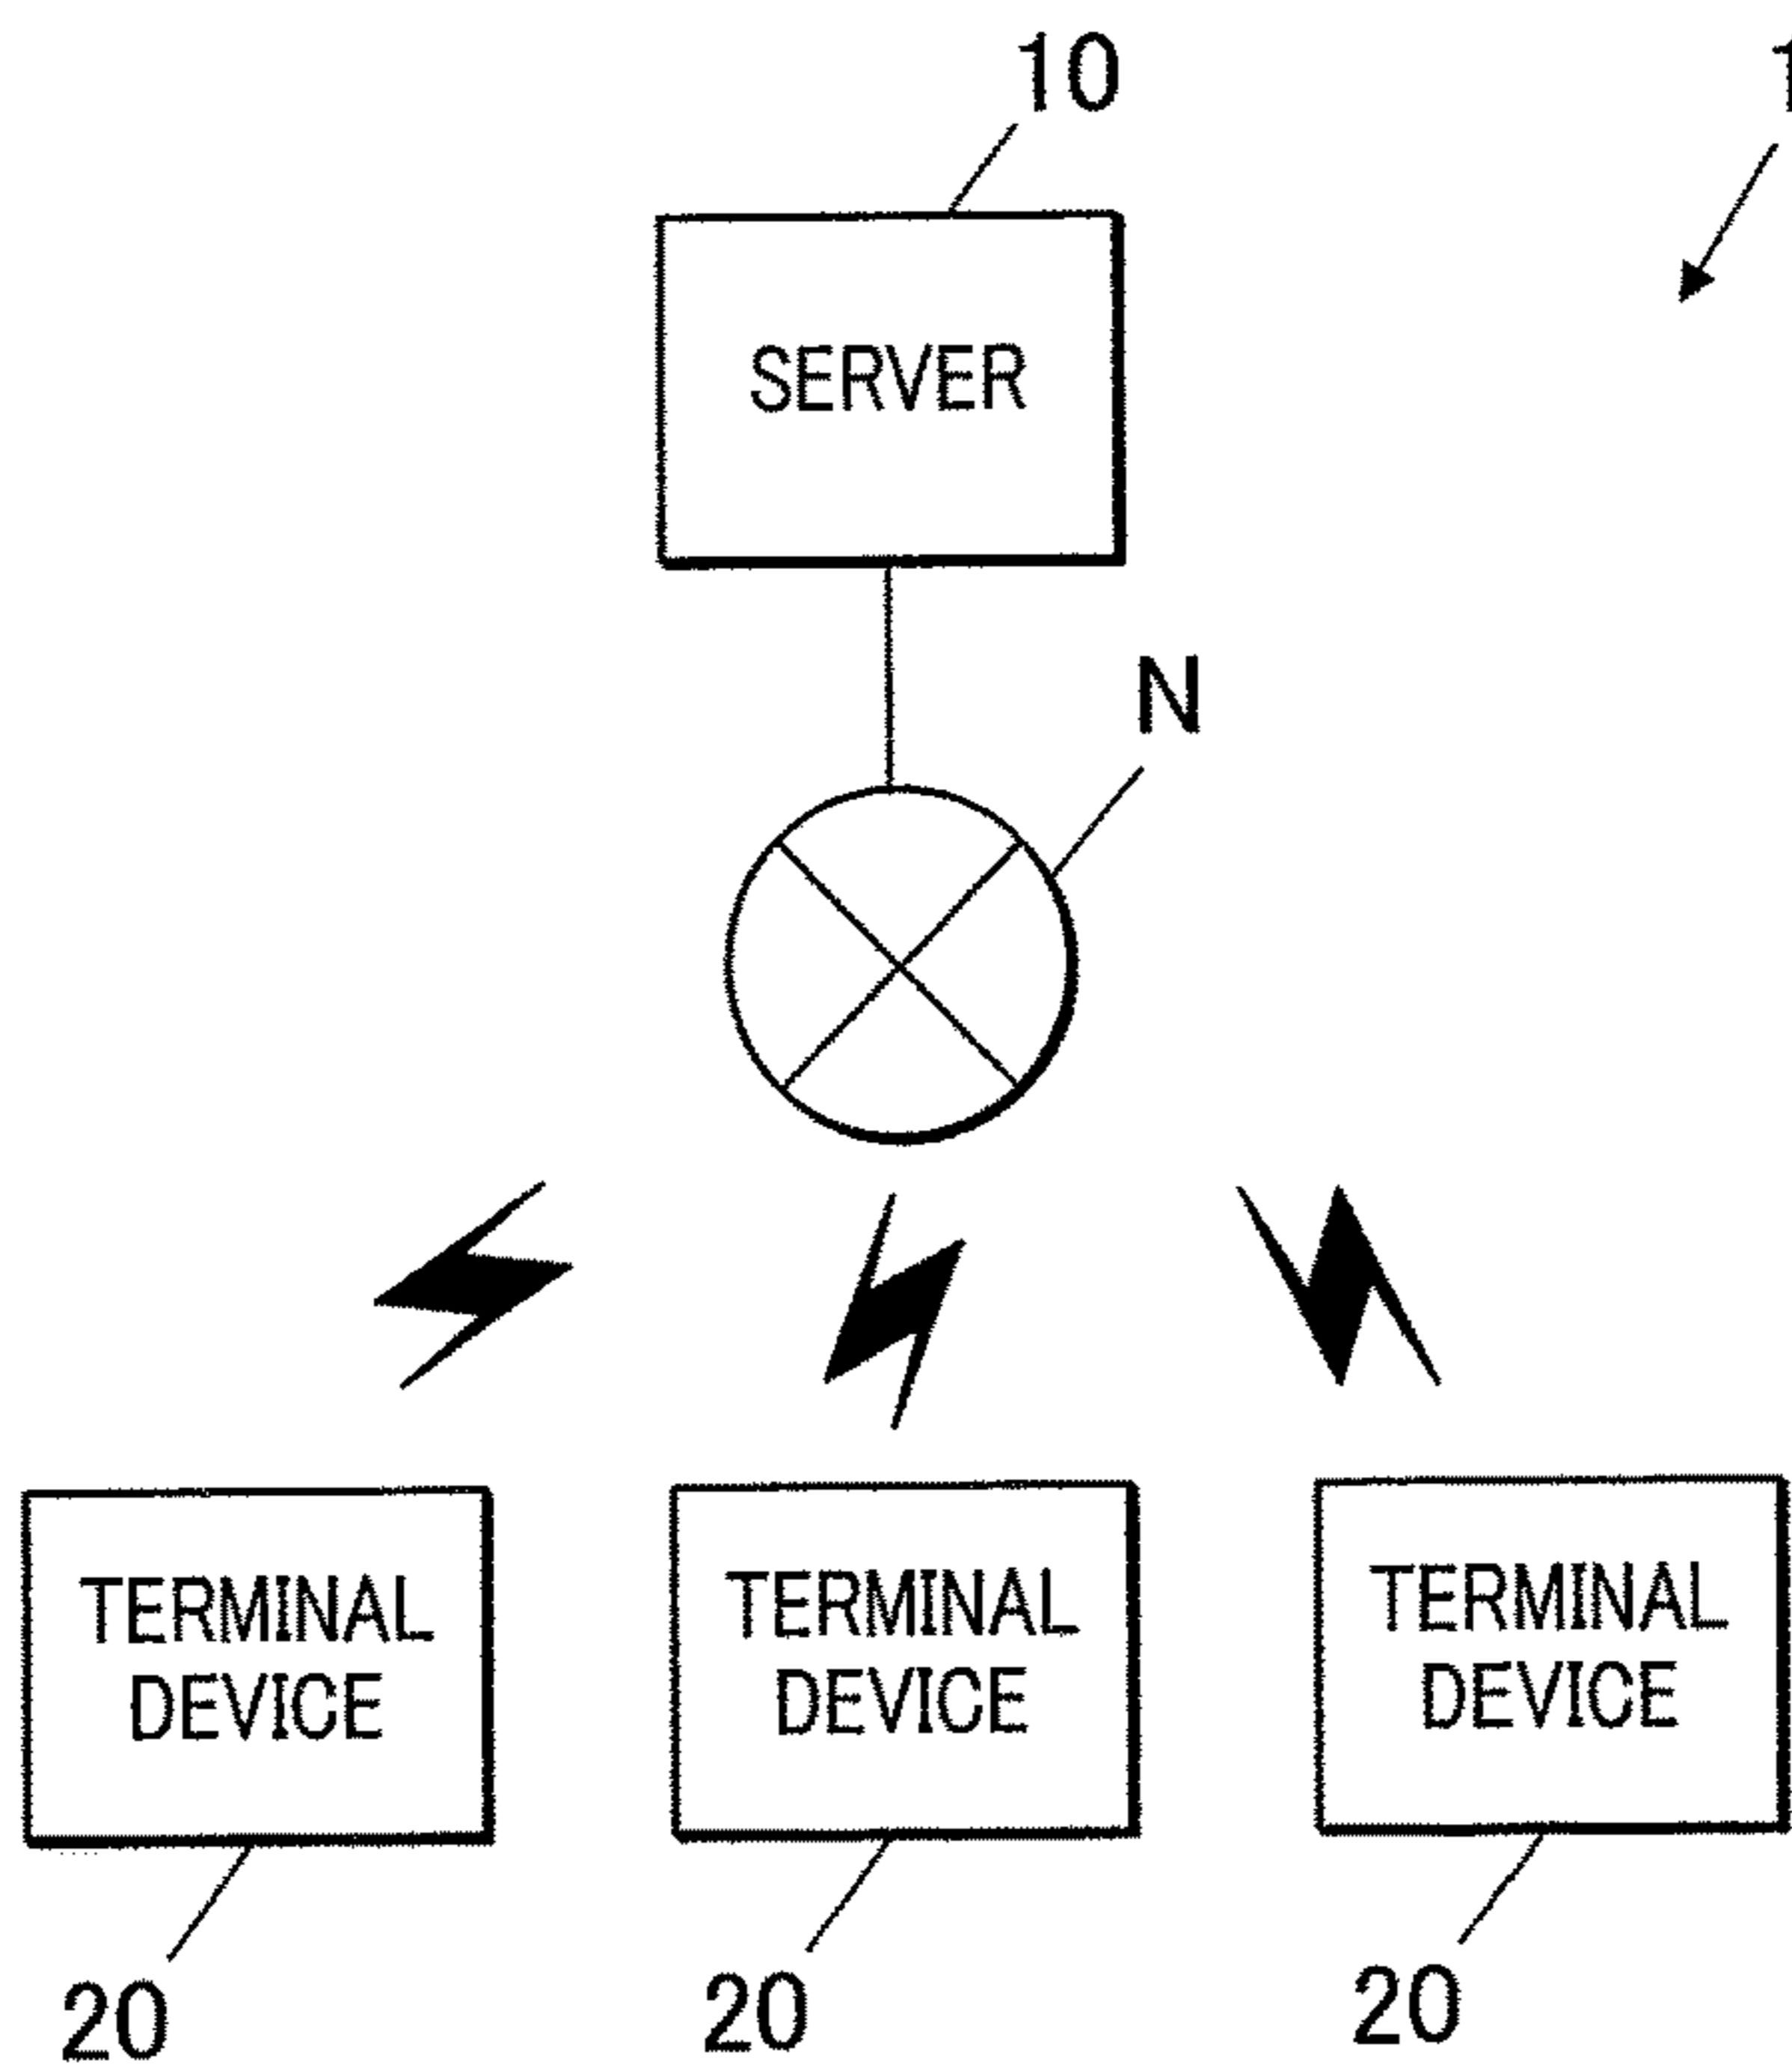 10
1
SERVER
N
TERMINAL
DEVICE
TERMINAL
DEVICE
TERMINAL
DEVICE
20
20
20